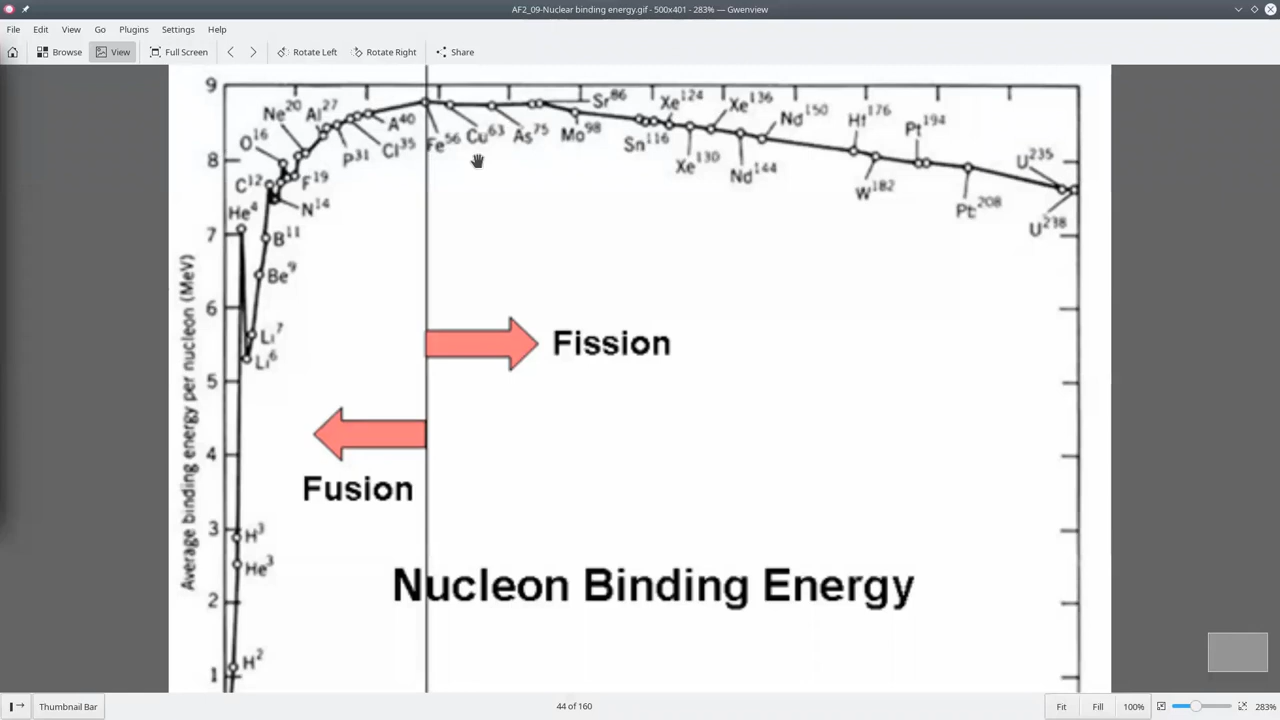 AF2_09-Nuclear binding energy.gif - 500x401 - 283% — Gwenview
File Edit View Go Plugins Settings Help
Browse View Full Screen Rotate Left Rotate Right Share
9
8
7
6
5
4
3
2
1
Average binding energy per nucleon (MeV)
H²
He³
H³
Li⁶
Li⁷
He⁴
Be⁹
B¹¹
C¹²
N¹⁴
O¹⁶
F¹⁹
Ne²⁰
Al²⁷
P³¹
Cl³⁵
A⁴⁰
Fe⁵⁶
Cu⁶³
As⁷⁵
Sr⁸⁶
Mo⁹⁸
Sn¹¹⁶
Xe¹²⁴
Xe¹³⁰
Xe¹³⁶
Nd¹⁴⁴
Nd¹⁵⁰
Hf¹⁷⁶
W¹⁸²
Pt¹⁹⁴
U²³⁵
U²³⁸
Fission
Fusion
Nucleon Binding Energy
Thumbnail Bar 44 of 160 Fit Fill 100% 283%